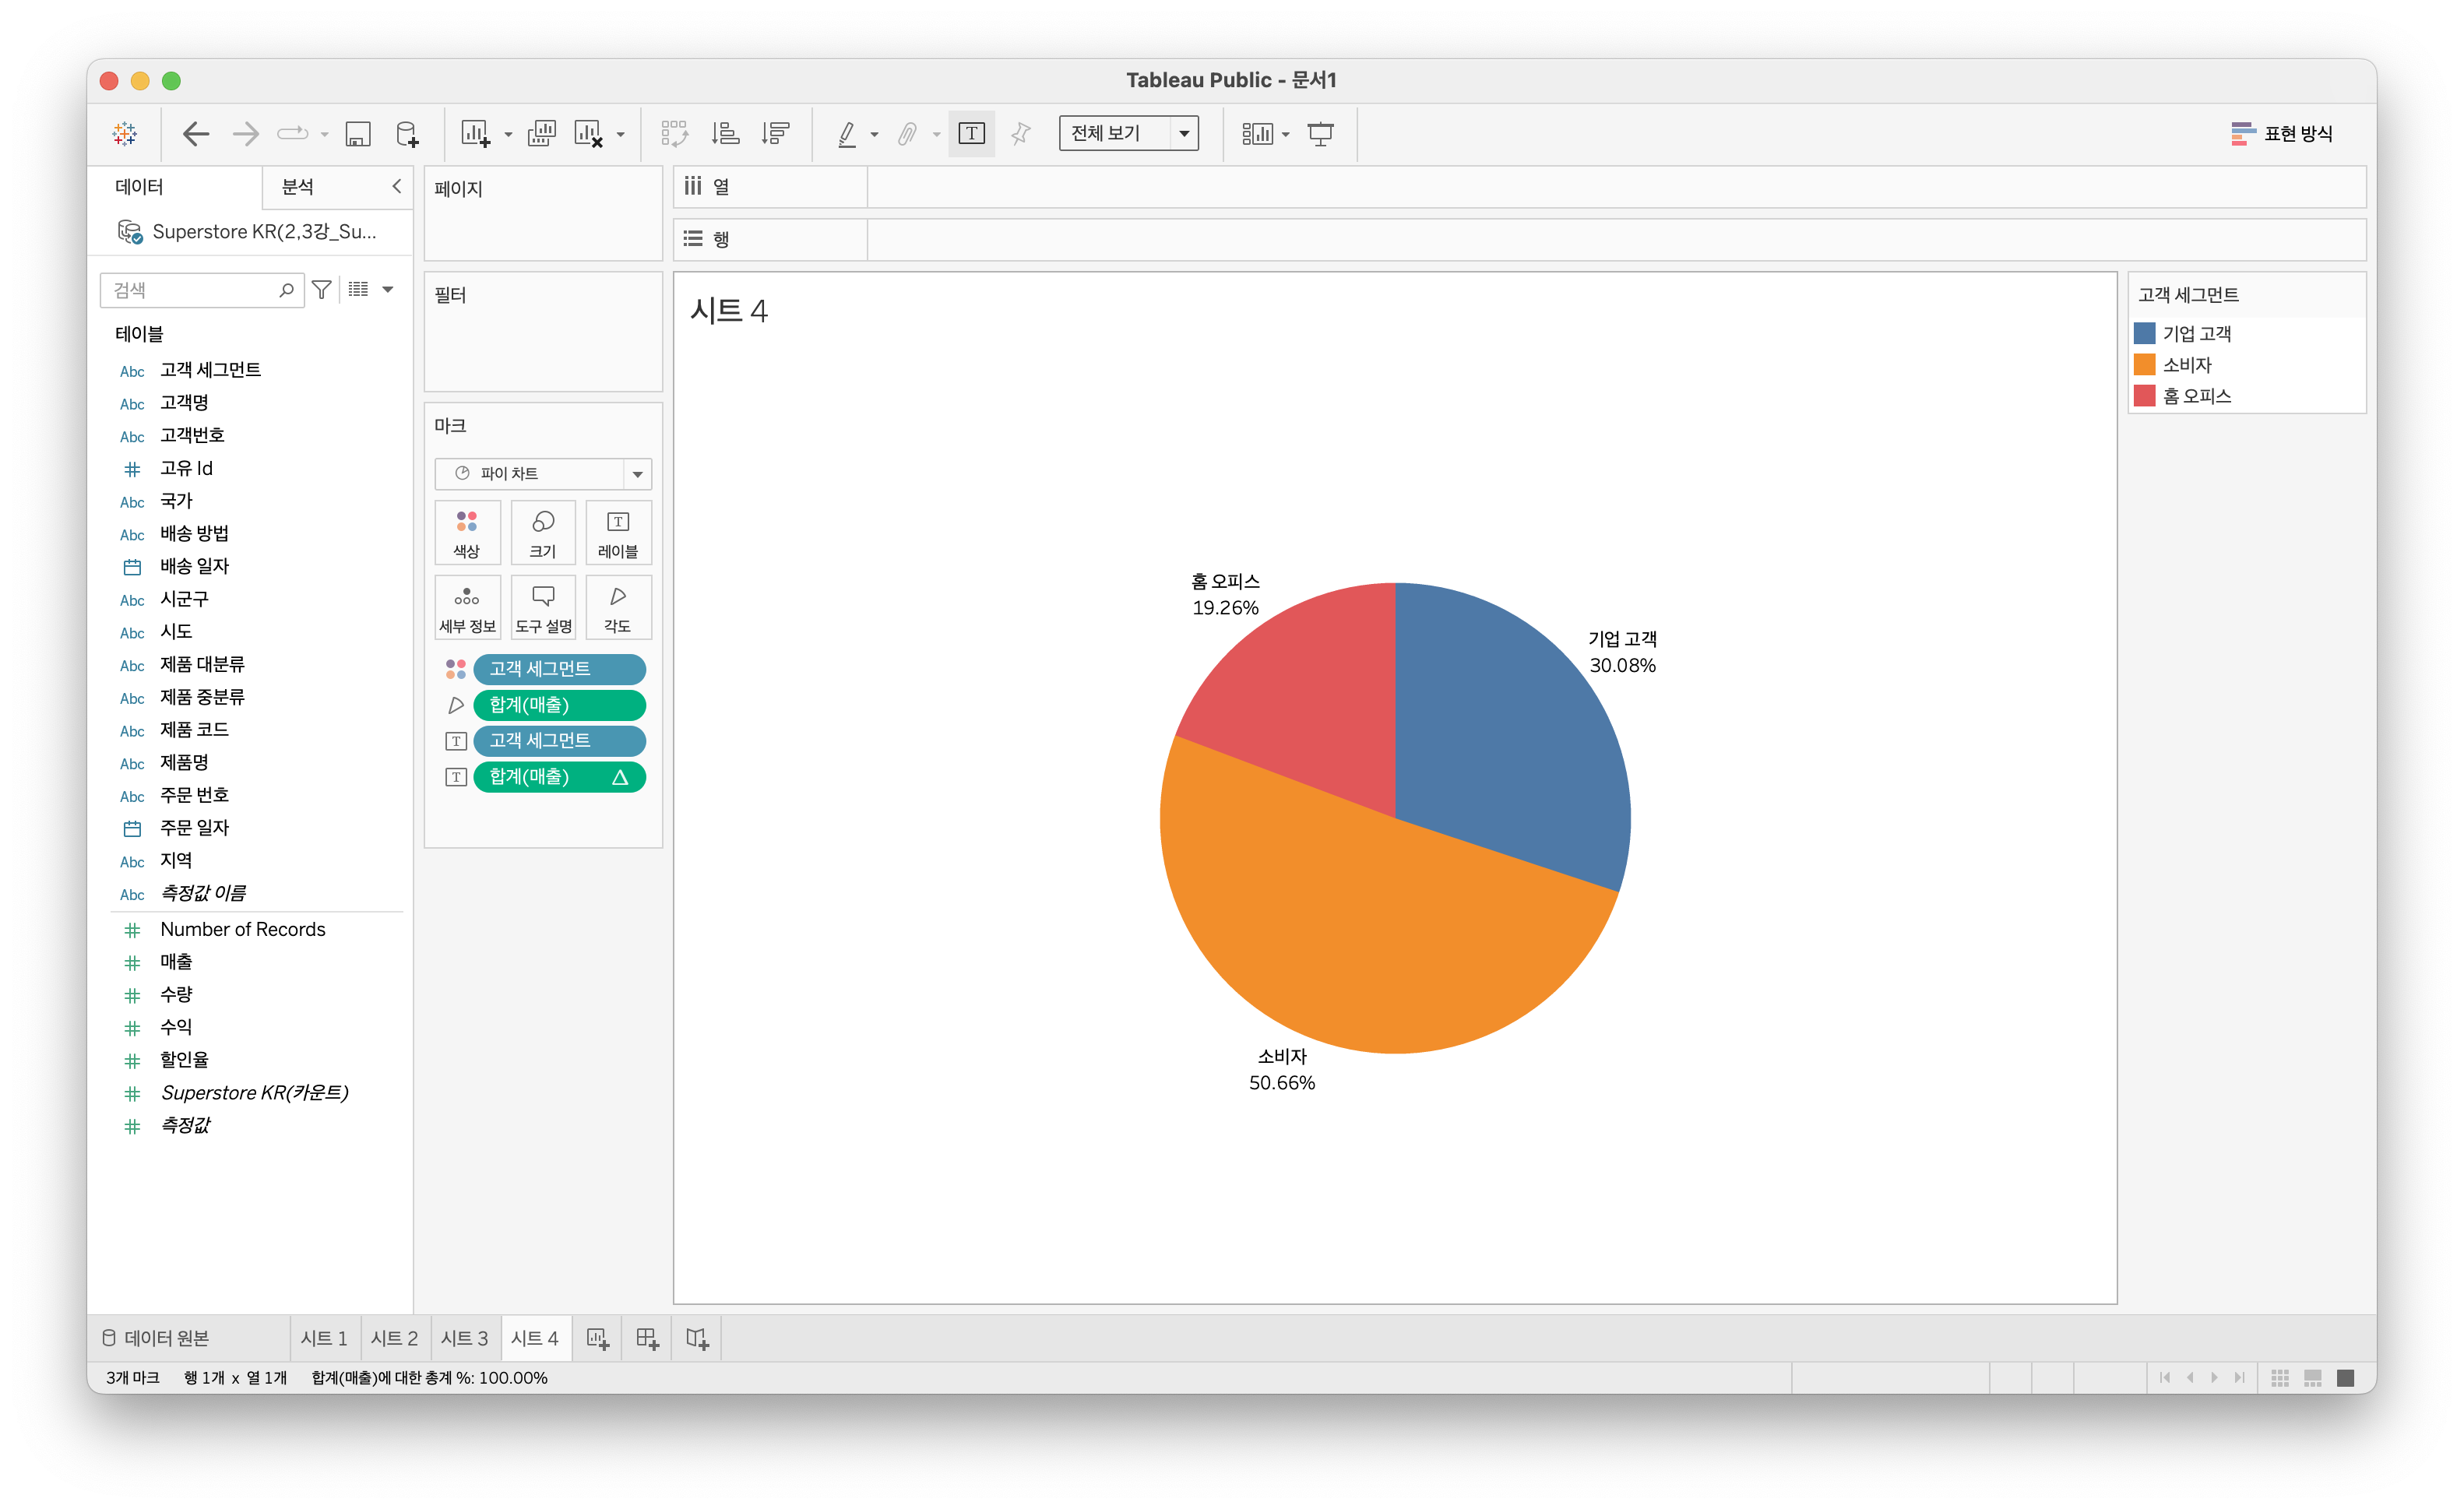 Tableau Public - 문서1
전체 보기
표현 방식
데이터
분석
Superstore KR(2,3강_Su...
검색
테이블
Abc 고객 세그먼트
Abc 고객명
Abc 고객번호
고유 Id
Abc 국가
Abc 배송 방법
배송 일자
Abc 시군구
Abc 시도
Abc 제품 대분류
Abc 제품 중분류
Abc 제품 코드
Abc 제품명
Abc 주문 번호
주문 일자
Abc 지역
Abc 측정값 이름
Number of Records
매출
수량
수익
할인율
Superstore KR(카운트)
측정값
페이지
필터
마크
파이 차트
색상
크기
레이블
세부 정보
도구 설명
각도
고객 세그먼트
합계(매출)
고객 세그먼트
합계(매출)
열
행
시트 4
홈 오피스
19.26%
기업 고객
30.08%
소비자
50.66%
고객 세그먼트
기업 고객
소비자
홈 오피스
데이터 원본
시트 1
시트 2
시트 3
시트 4
3개 마크
행 1개 x 열 1개
합계(매출)에 대한 총계 %: 100.00%